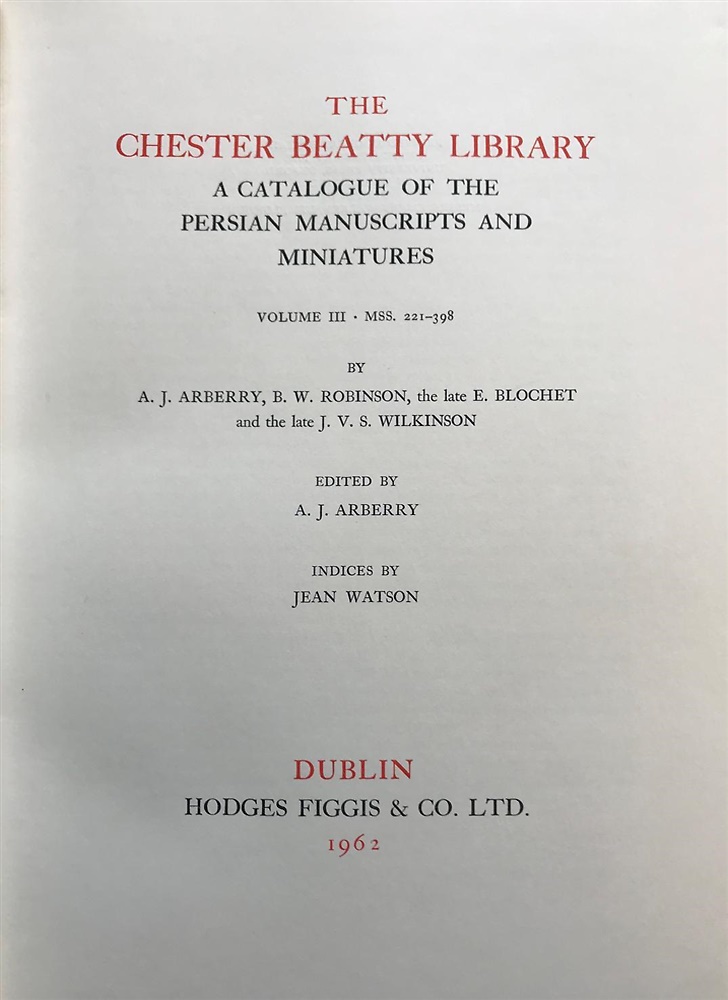 THE
CHESTER BEATTY LIBRARY
A CATALOGUE OF THE
PERSIAN MANUSCRIPTS AND
MINIATURES
VOLUME III · MSS. 221–398
BY
A. J. ARBERRY, B. W. ROBINSON, the late E. BLOCHET
and the late J. V. S. WILKINSON
EDITED BY
A. J. ARBERRY
INDICES BY
JEAN WATSON
DUBLIN
HODGES FIGGIS & CO. LTD.
1962